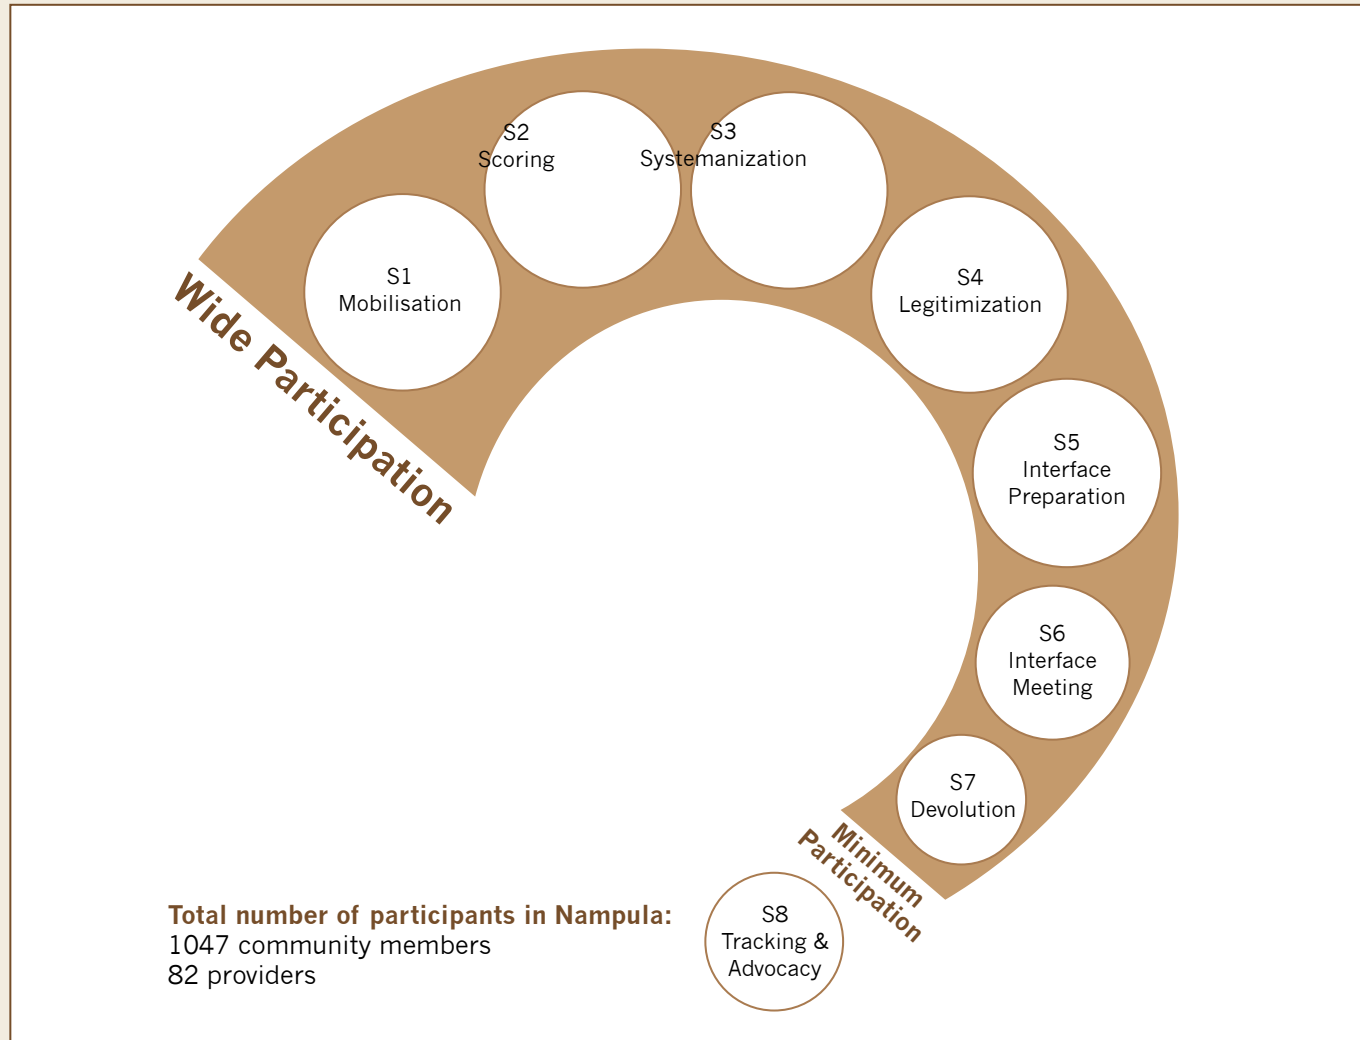 S1
Mobilisation
S2
Scoring
S3
Systemanization
S4
Legitimization
S5
Interface
Preparation
S6
Interface
Meeting
S7
Devolution
S8
Tracking &
Advocacy
Wide Participation
Minimum
Participation
Total number of participants in Nampula:
1047 community members
82 providers